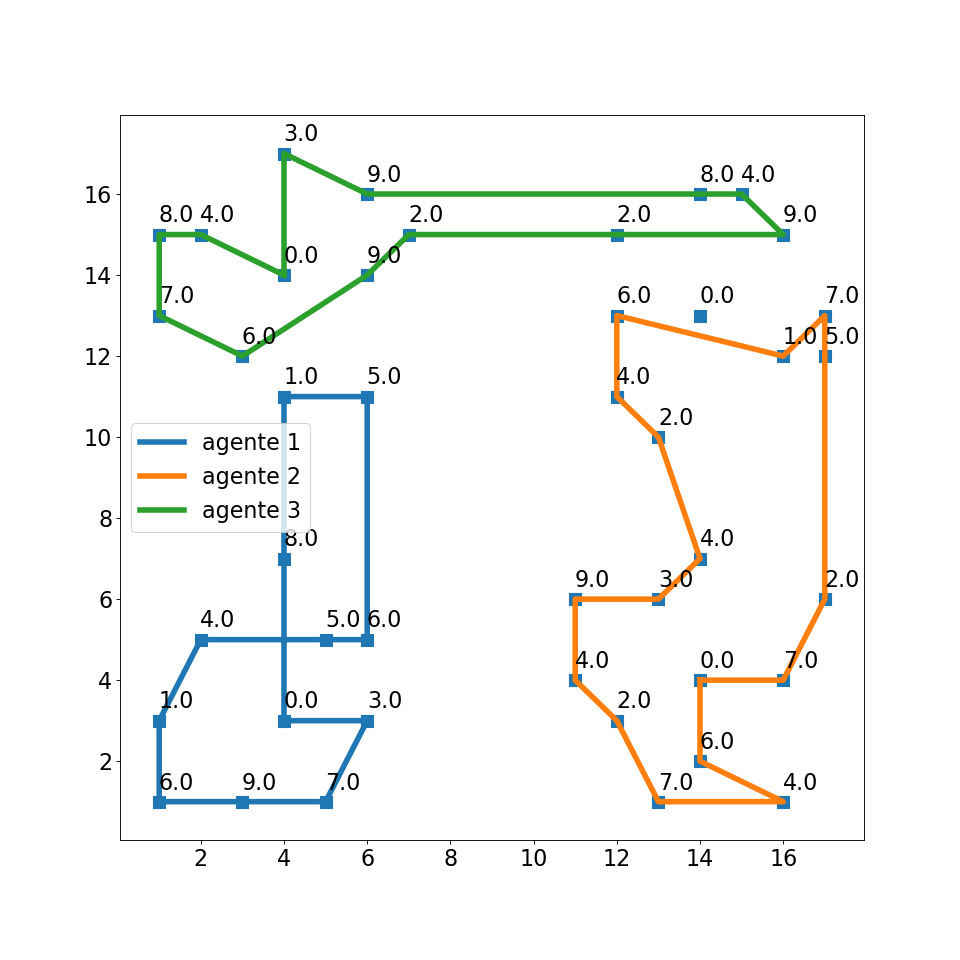 3.0
9.0 8.0 4.0
16
8.0 4.0 2.0 2.0 9.0
0.0 9.0
14
7.0 6.0 0.0 7.0
6.0 1.0 5.0
12
1.0 5.0 4.0
2.0
10
agente 1
agente 2
agente 3
8
8.0 4.0
9.0 3.0 2.0
6
4.0 5.0 6.0
4.0 0.0 7.0
4
1.0 0.0 3.0 2.0
6.0
2
6.0 9.0 7.0 7.0 4.0
2 4 6 8 10 12 14 16